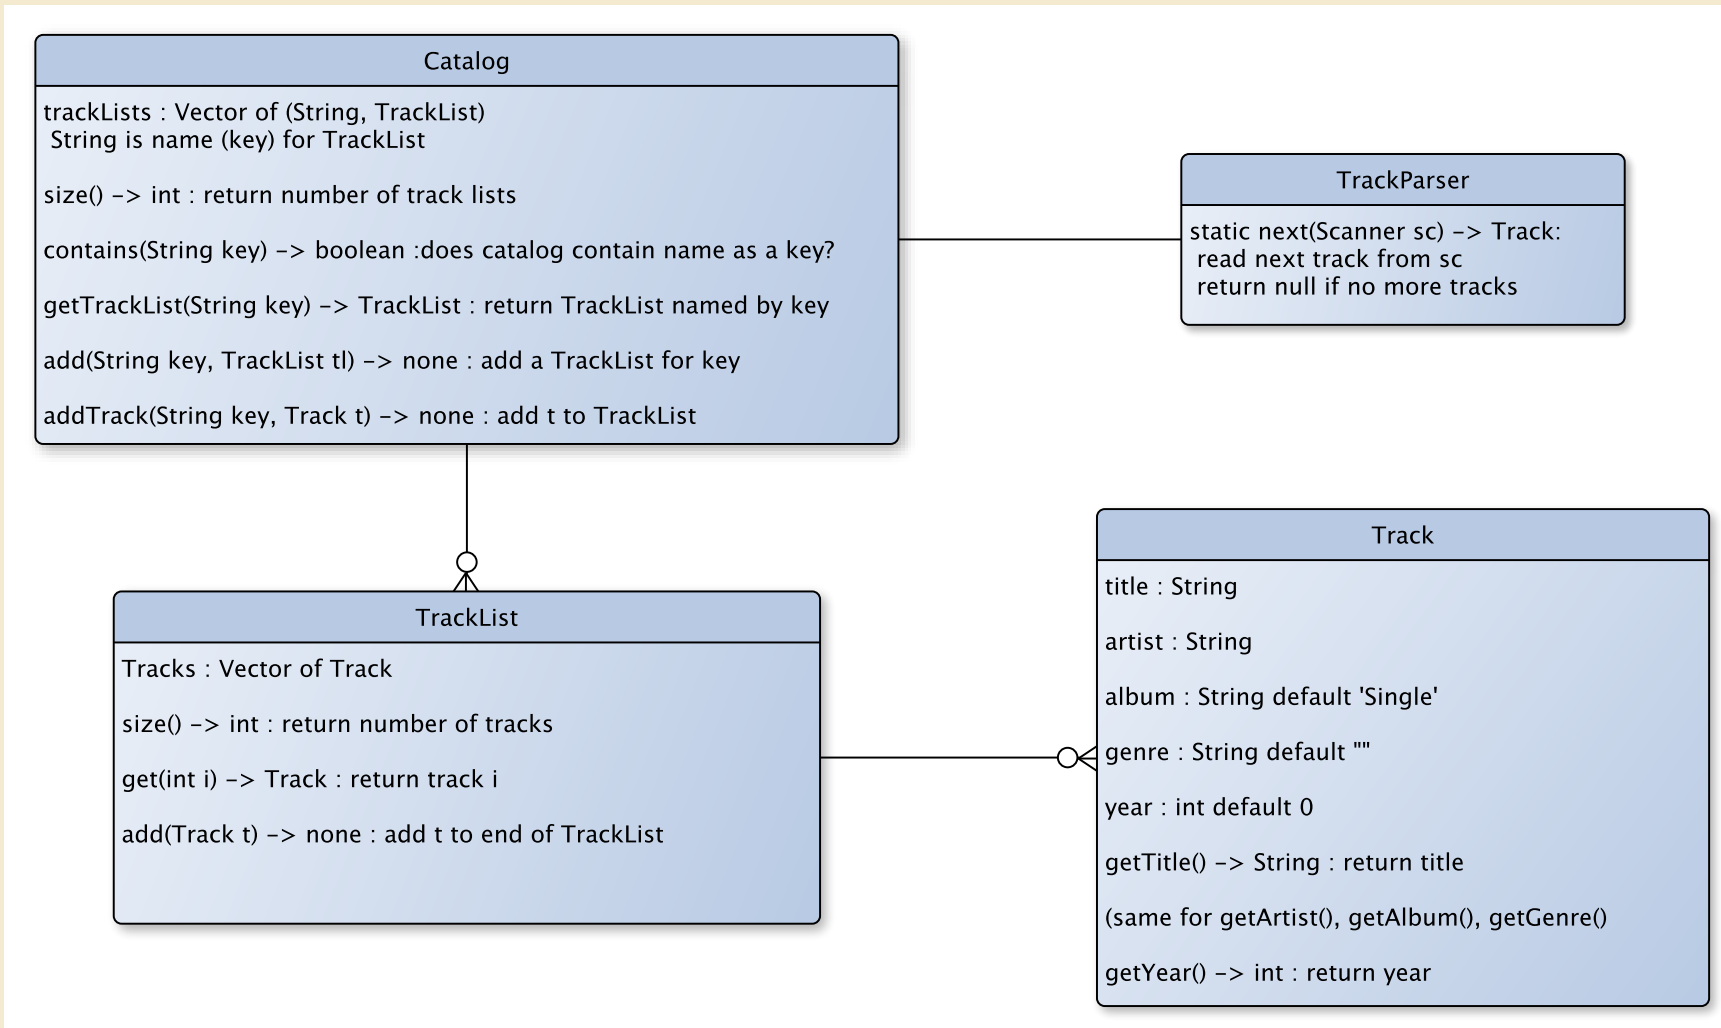 Catalog
trackLists : Vector of (String, TrackList)
String is name (key) for TrackList
size() -> int : return number of track lists
contains(String key) -> boolean :does catalog contain name as a key?
getTrackList(String key) -> TrackList : return TrackList named by key
add(String key, TrackList tl) -> none : add a TrackList for key
addTrack(String key, Track t) -> none : add t to TrackList
TrackParser
static next(Scanner sc) -> Track:
read next track from sc
return null if no more tracks
TrackList
Tracks : Vector of Track
size() -> int : return number of tracks
get(int i) -> Track : return track i
add(Track t) -> none : add t to end of TrackList
Track
title : String
artist : String
album : String default 'Single'
genre : String default ""
year : int default 0
getTitle() -> String : return title
(same for getArtist(), getAlbum(), getGenre()
getYear() -> int : return year